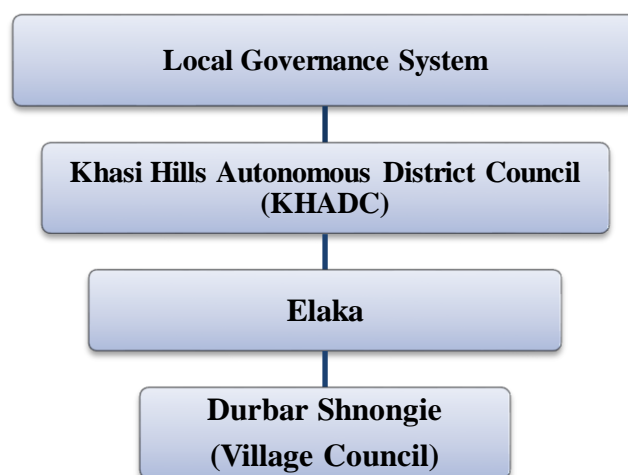 Local Governance System
Khasi Hills Autonomous District Council
(KHADC)
Elaka
Durbar Shnongie
(Village Council)